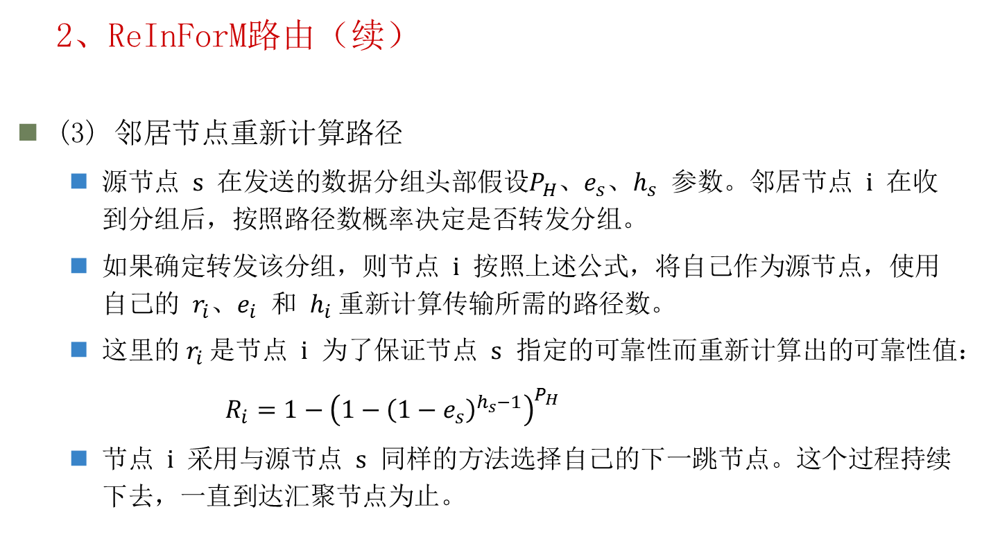 2、ReInForM路由（续）
(3) 邻居节点重新计算路径
源节点 s 在发送的数据分组头部假设$P_H$、$e_s$、$h_s$ 参数。邻居节点 i 在收
到分组后，按照路径数概率决定是否转发分组。
如果确定转发该分组，则节点 i 按照上述公式，将自己作为源节点，使用
自己的 $r_i$、$e_i$ 和 $h_i$ 重新计算传输所需的路径数。
这里的 $r_i$ 是节点 i 为了保证节点 s 指定的可靠性而重新计算出的可靠性值：
$R_i = 1 - \left(1 - (1 - e_s)^{h_s-1}\right)^{P_H}$
节点 i 采用与源节点 s 同样的方法选择自己的下一跳节点。这个过程持续
下去，一直到达汇聚节点为止。